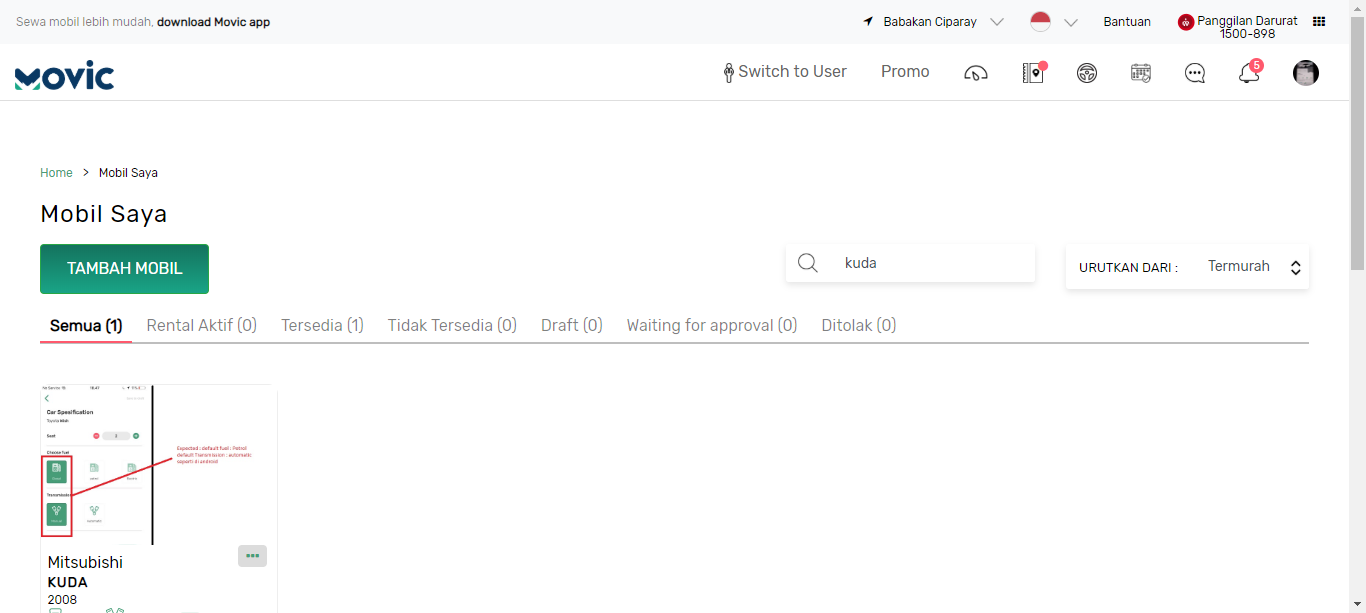 Sewa mobil lebih mudah, download Movic app
Babakan Ciparay
Bantuan
Panggilan Darurat
1500-898
MOVIC
Switch to User
Promo
5
Home > Mobil Saya
Mobil Saya
TAMBAH MOBIL
kuda
URUTKAN DARI :
Termurah
Semua (1)
Rental Aktif (0)
Tersedia (1)
Tidak Tersedia (0)
Draft (0)
Waiting for approval (0)
Ditolak (0)
Car Spesification
Seat
Choose fuel
Expected : default fuel : Petrol
default Transmission : automatic
seperti di android
Mitsubishi
KUDA
2008